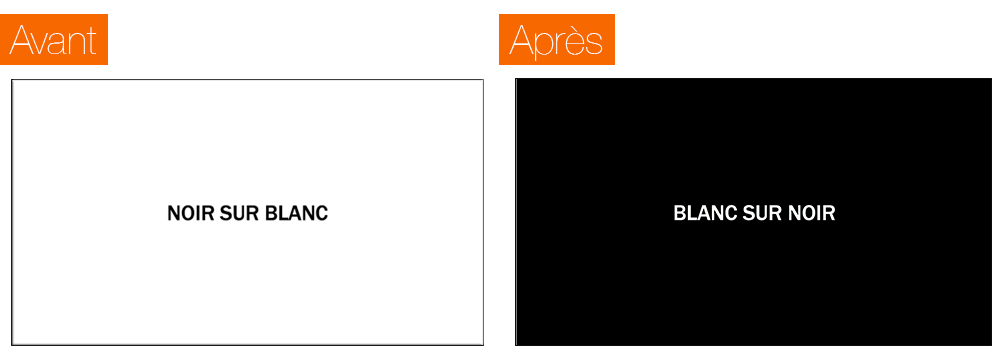 Avant
Après
NOIR SUR BLANC
BLANC SUR NOIR